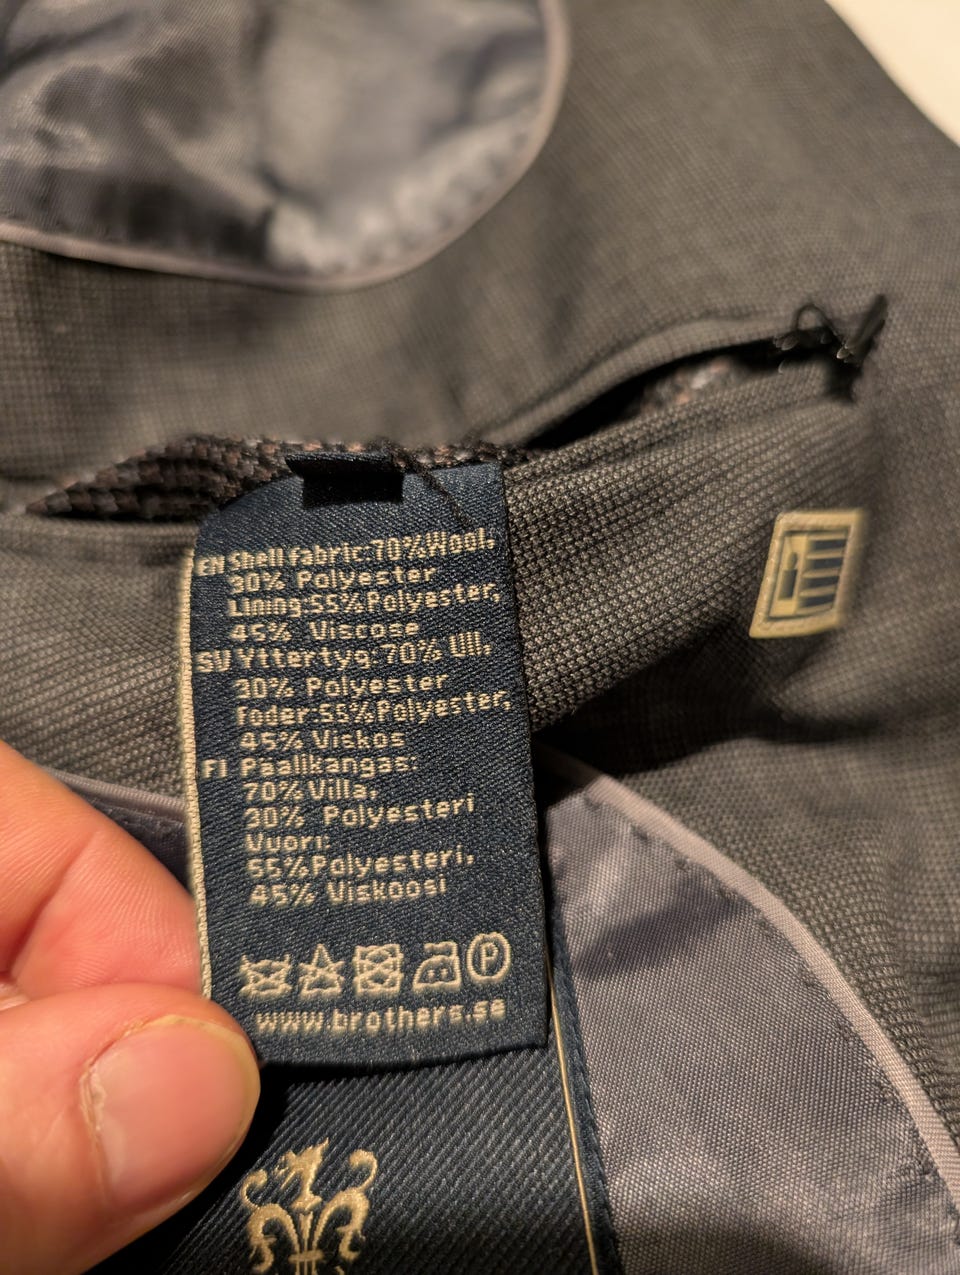 EN Shell Fabric:70%Wool,
30% Polyester
Lining:55%Polyester,
45% Viscose
SV Yttertyg:70% Ull,
30% Polyester
Foder:55%Polyester,
45% Viskos
FI Paalikangas:
70% Villa,
30% Polyesteri
Vuori:
55%Polyesteri,
45% Viskoosi
P
www.brothers.se